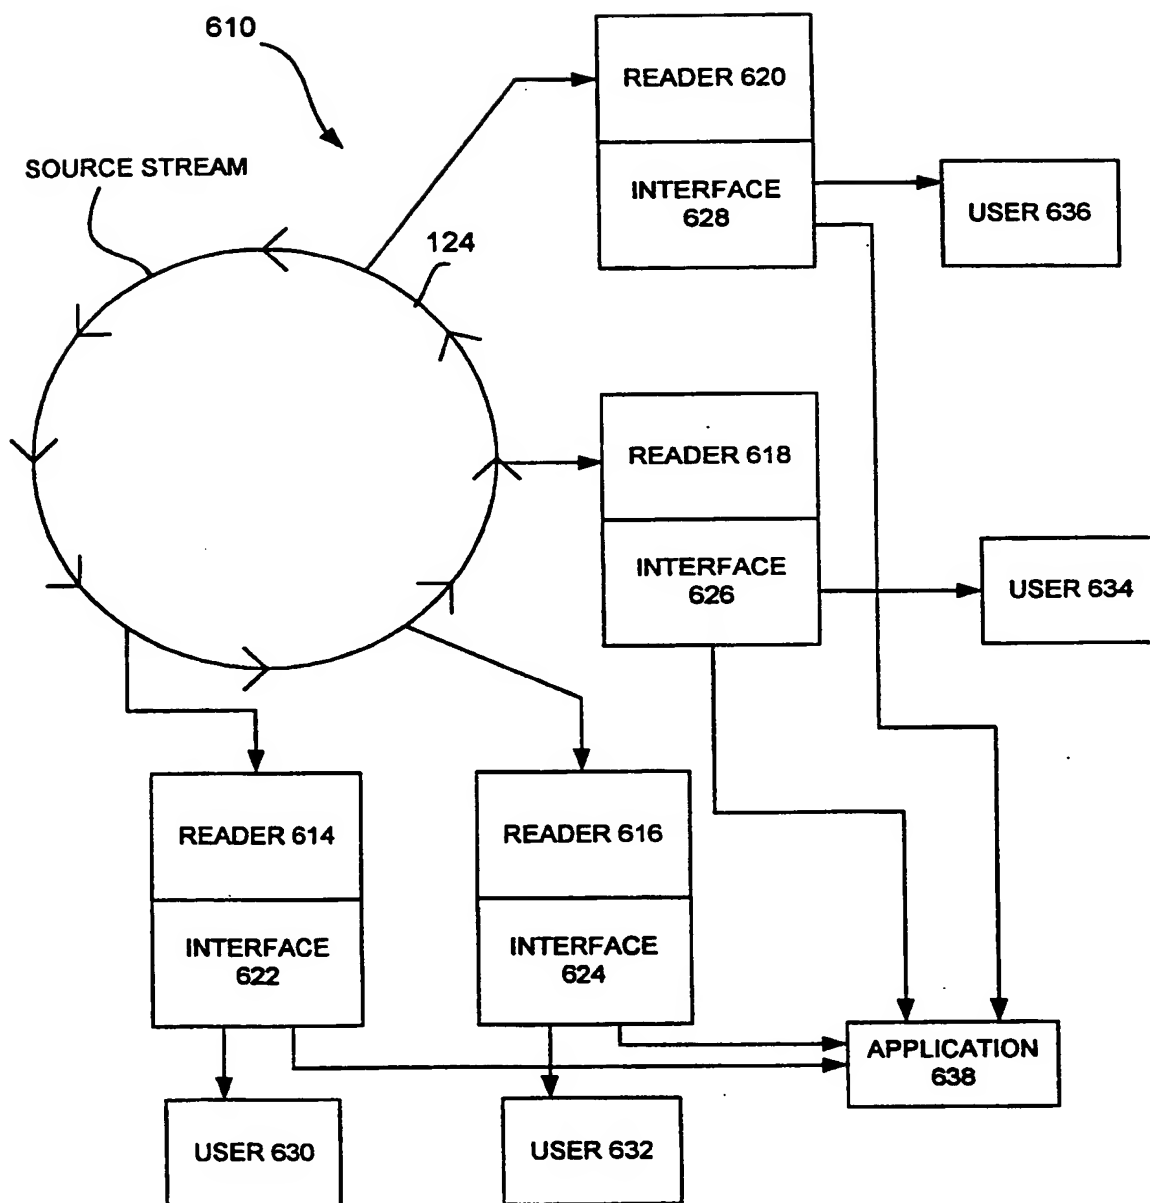 610
READER 620
SOURCE STREAM
INTERFACE
628
USER 636
124
READER 618
INTERFACE
626
USER 634
READER 614
READER 616
INTERFACE
622
INTERFACE
624
APPLICATION
638
USER 630
USER 632